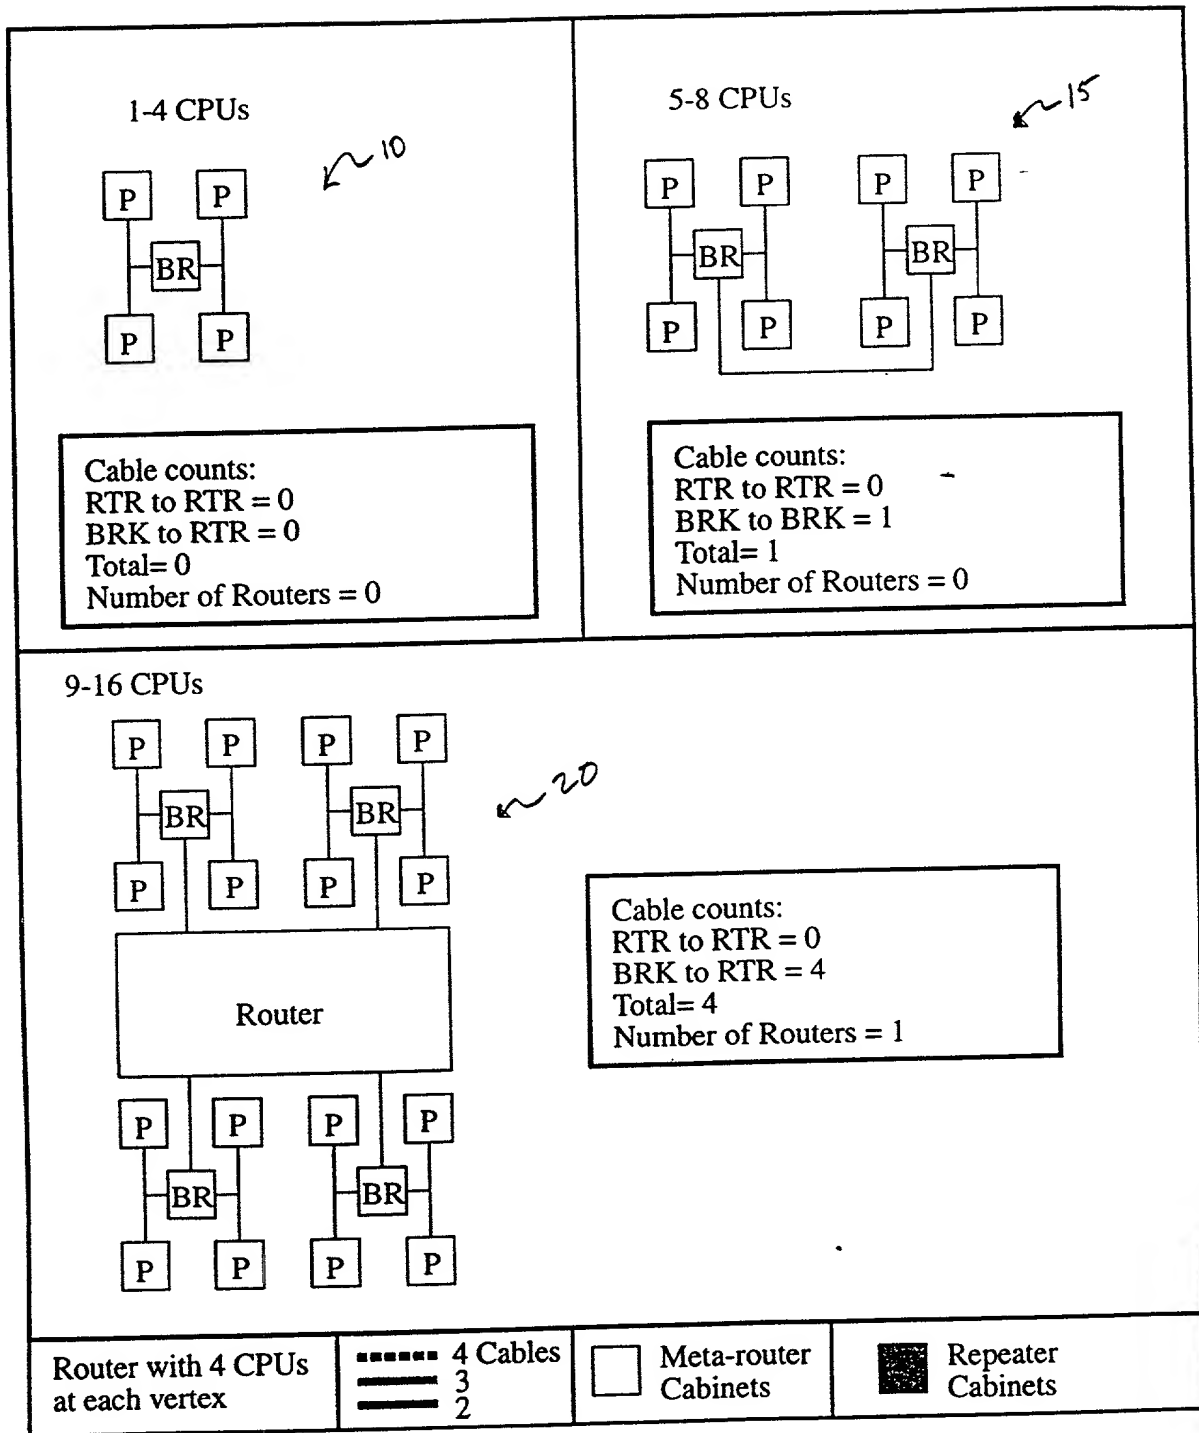 1-4 CPUs
10
P P
BR
P P
Cable counts:
RTR to RTR = 0
BRK to RTR = 0
Total= 0
Number of Routers = 0
5-8 CPUs
15
P P P P
BR BR
P P P P
Cable counts:
RTR to RTR = 0
BRK to BRK = 1
Total= 1
Number of Routers = 0
9-16 CPUs
P P P P
20
BR BR
P P P P
Router
P P P P
BR BR
P P P P
Cable counts:
RTR to RTR = 0
BRK to RTR = 4
Total= 4
Number of Routers = 1
Router with 4 CPUs
at each vertex
4 Cables
3
2
Meta-router
Cabinets
Repeater
Cabinets